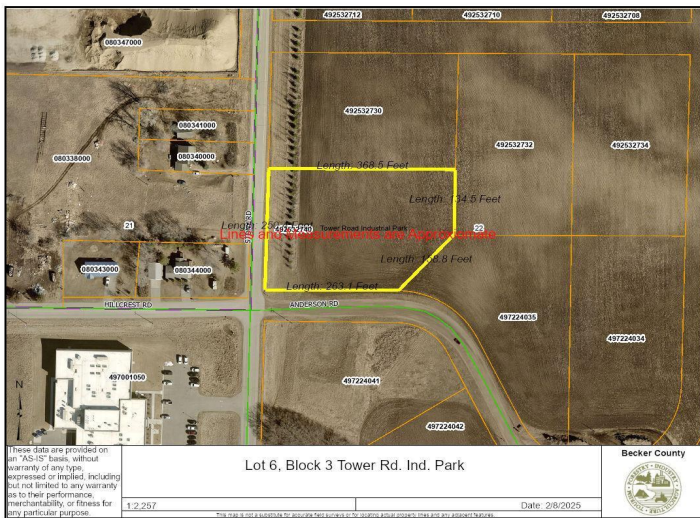 492532712
492532710
492532708
080347000
492532730
080341000
080340000
080338000
492532732
492532734
Length: 368.5 Feet
Length: 134.5 Feet
21
492532740
Tower Road Industical Park
22
Lines and Measurements are Approximate
Length: 158.8 Feet
080343000
080344000
Length: 263.1 Feet
HILLCREST RD
ANDERSON RD
497224035
497224034
497001050
497224041
497224042
N
These data are provided on
an "AS-IS" basis, without
warranty of any type,
expressed or implied, including
but not limited to any warranty
as to their performance,
merchantability, or fitness for
any particular purpose.
Lot 6, Block 3 Tower Rd. Ind. Park
Becker County
1:2,257
Date: 2/8/2025
This map is not a substitute for accurate field surveys or for locating actual property lines and any adjacent features.